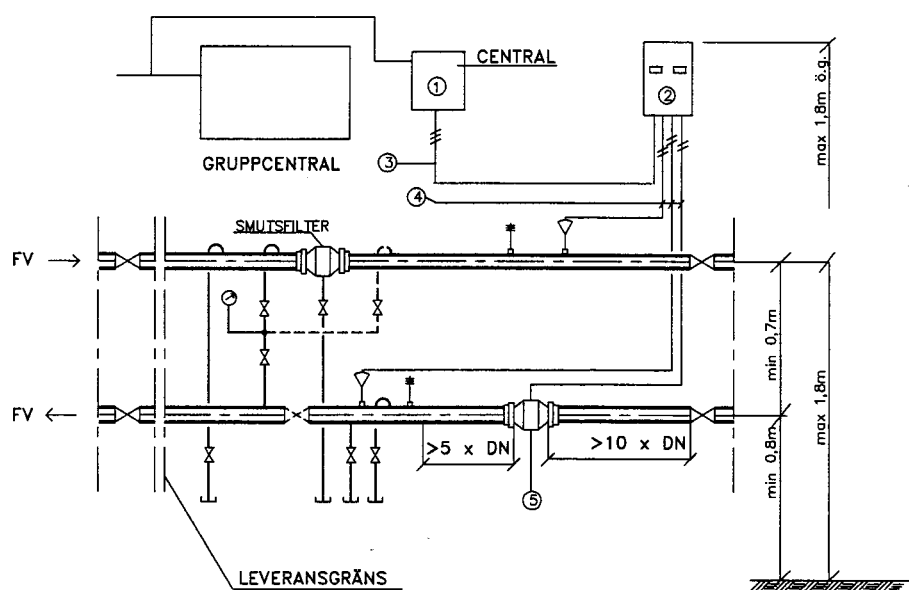 CENTRAL
1
2
max 1,8m ö.g.
GRUPPCENTRAL
3
4
SMUTSFILTER
FV
min 0,7m
max 1,8m
FV
>5 x DN
>10 x DN
min 0,8m
5
LEVERANSGRÄNS